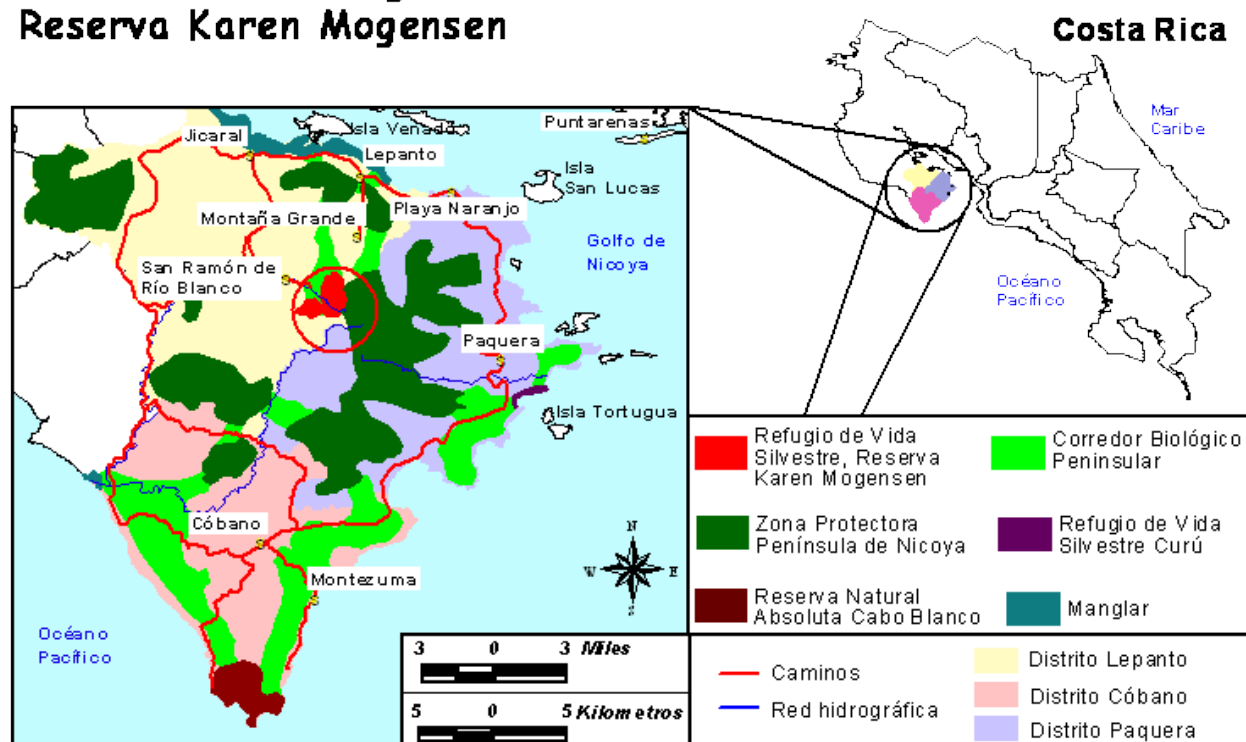 Reserva Karen Mogensen
Costa Rica
Mar
Caribe
Océano
Pacífico
Jicaral
Isla Venado
Puntarenas
Lepanto
Isla
San Lucas
Montaña Grande
Playa Naranjo
Golfo de
Nicoya
San Ramón de
Río Blanco
Paquera
Isla Tortugua
Cóbano
Montezuma
Océano
Pacífico
N
W
E
S
3 0 3 Miles
5 0 5 Kilometros
Refugio de Vida
Silvestre, Reserva
Karen Mogensen
Corredor Biológico
Peninsular
Zona Protectora
Península de Nicoya
Refugio de Vida
Silvestre Curú
Reserva Natural
Absoluta Cabo Blanco
Manglar
Caminos
Red hidrográfica
Distrito Lepanto
Distrito Cóbano
Distrito Paquera